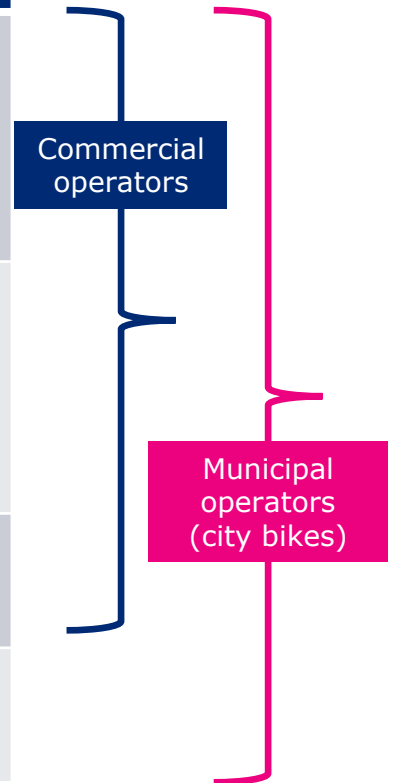 Commercial
operators
Municipal
operators
(city bikes)